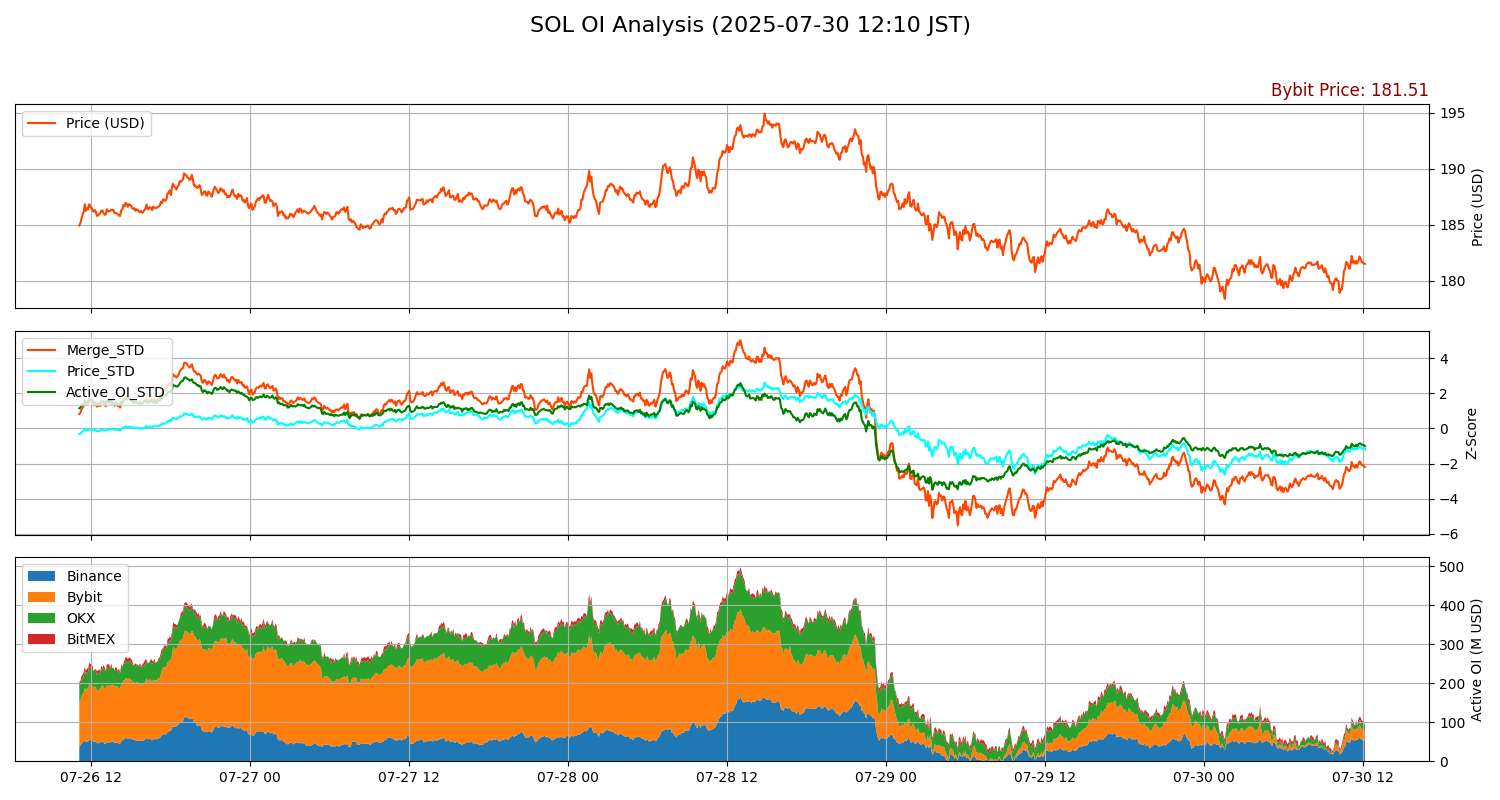 SOL OI Analysis (2025-07-30 12:10 JST)
Bybit Price: 181.51
Price (USD)
195
190
185
180
Price (USD)
Merge_STD
Price_STD
Active_OI_STD
4
2
0
−2
−4
−6
Z-Score
Binance
Bybit
OKX
BitMEX
500
400
300
200
100
0
Active OI (M USD)
07-26 12
07-27 00
07-27 12
07-28 00
07-28 12
07-29 00
07-29 12
07-30 00
07-30 12